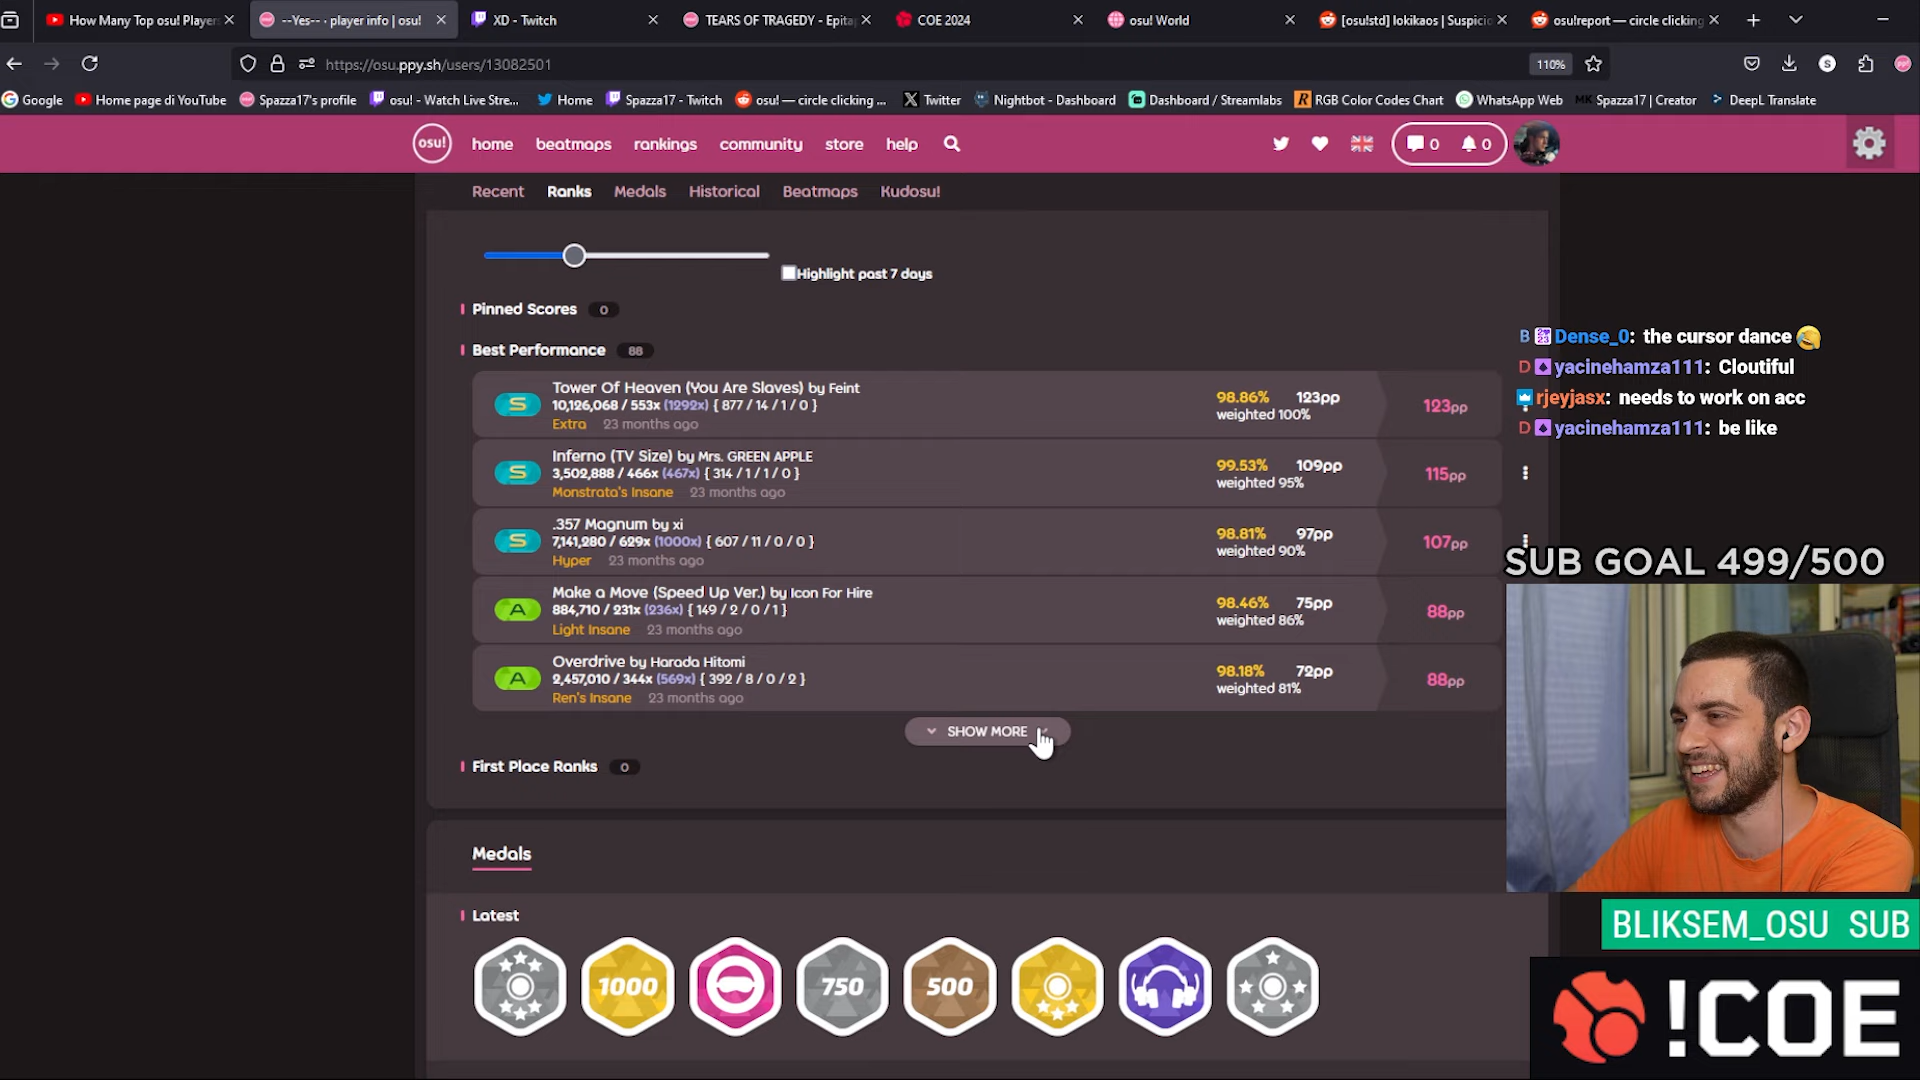 How Many Top osu! Player
--Yes-- · player info | osu!
XD - Twitch
TEARS OF TRAGEDY - Epita
COE 2024
osu! World
[osu!std] lokikaos | Suspicio
osu!report — circle clicking
https://osu.ppy.sh/users/13082501
110%
S
Google
Home page di YouTube
Spazza17's profile
osu! - Watch Live Stre...
Home
Spazza17 - Twitch
osu! — circle clicking ...
Twitter
Nightbot - Dashboard
Dashboard / Streamlabs
R RGB Color Codes Chart
WhatsApp Web
MK Spazza17 | Creator
DeepL Translate
osu!
home
beatmaps
rankings
community
store
help
0
0
Recent
Ranks
Medals
Historical
Beatmaps
Kudosu!
Highlight past 7 days
Pinned Scores 0
Best Performance 88
S
Tower Of Heaven (You Are Slaves) by Feint
10,126,068 / 553x (1292x) { 877 / 14 / 1 / 0 }
Extra 23 months ago
98.86% 123pp
weighted 100%
123pp
S
Inferno (TV Size) by Mrs. GREEN APPLE
3,502,888 / 466x (467x) { 314 / 1 / 1 / 0 }
Monstrata's Insane 23 months ago
99.53% 109pp
weighted 95%
115pp
S
.357 Magnum by xi
7,141,280 / 629x (1000x) { 607 / 11 / 0 / 0 }
Hyper 23 months ago
98.81% 97pp
weighted 90%
107pp
A
Make a Move (Speed Up Ver.) by Icon For Hire
884,710 / 231x (236x) { 149 / 2 / 0 / 1 }
Light Insane 23 months ago
98.46% 75pp
weighted 86%
88pp
A
Overdrive by Harada Hitomi
2,457,010 / 344x (569x) { 392 / 8 / 0 / 2 }
Ren's Insane 23 months ago
98.18% 72pp
weighted 81%
88pp
SHOW MORE
First Place Ranks 0
Medals
Latest
1000
750
500
B Dense_0: the cursor dance
D yacinehamza111: Cloutiful
rjeyjasx: needs to work on acc
D yacinehamza111: be like
SUB GOAL 499/500
BLIKSEM_OSU SUB
!COE